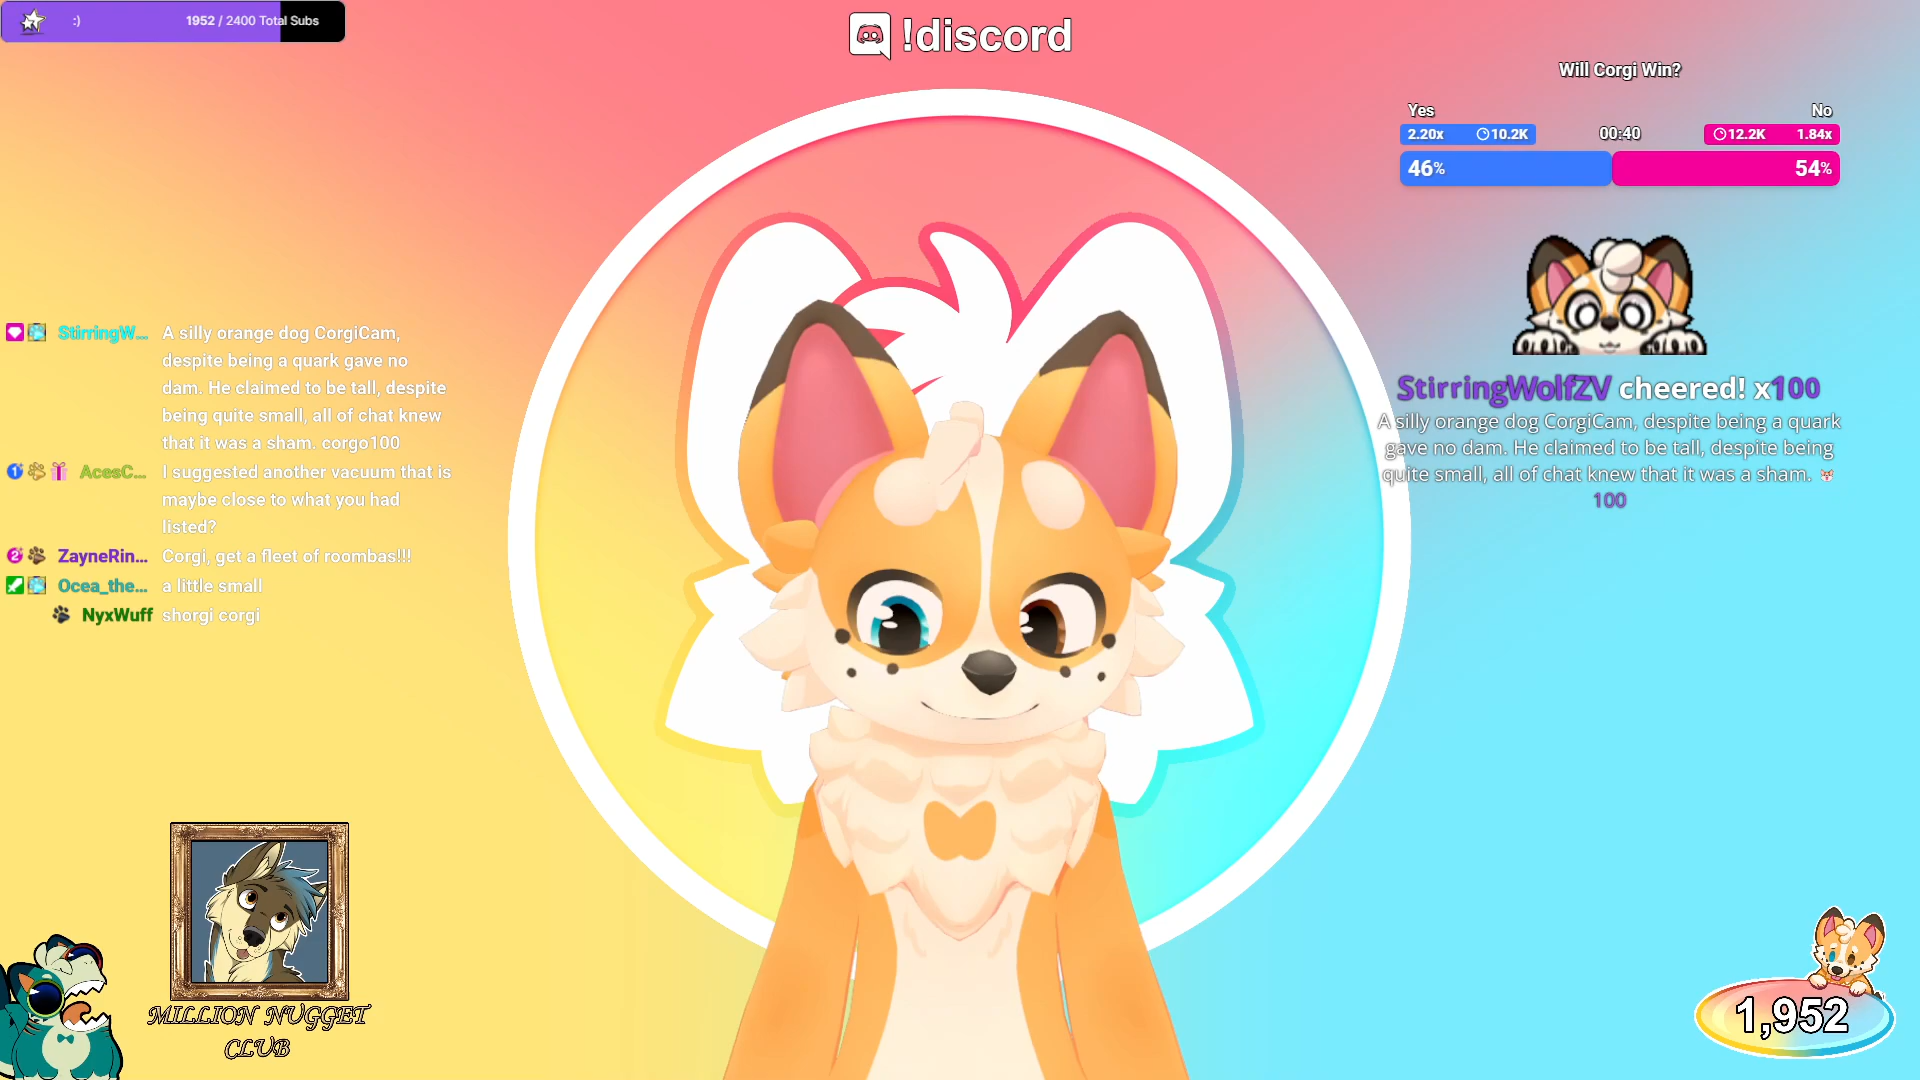 :) 1952 / 2400 Total Subs
!discord
Will Corgi Win?
Yes No
2.20x 10.2K 00:40 12.2K 1.84x
46% 54%
StirringW... A silly orange dog CorgiCam,
despite being a quark gave no
dam. He claimed to be tall, despite
being quite small, all of chat knew
that it was a sham. corgo100
AcesC... I suggested another vacuum that is
maybe close to what you had
listed?
ZayneRin... Corgi, get a fleet of roombas!!!
Ocea_the... a little small
NyxWuff shorgi corgi
StirringWolfZV cheered! x100
A silly orange dog CorgiCam, despite being a quark
gave no dam. He claimed to be tall, despite being
quite small, all of chat knew that it was a sham.
100
MILLION NUGGET
CLUB
1,952